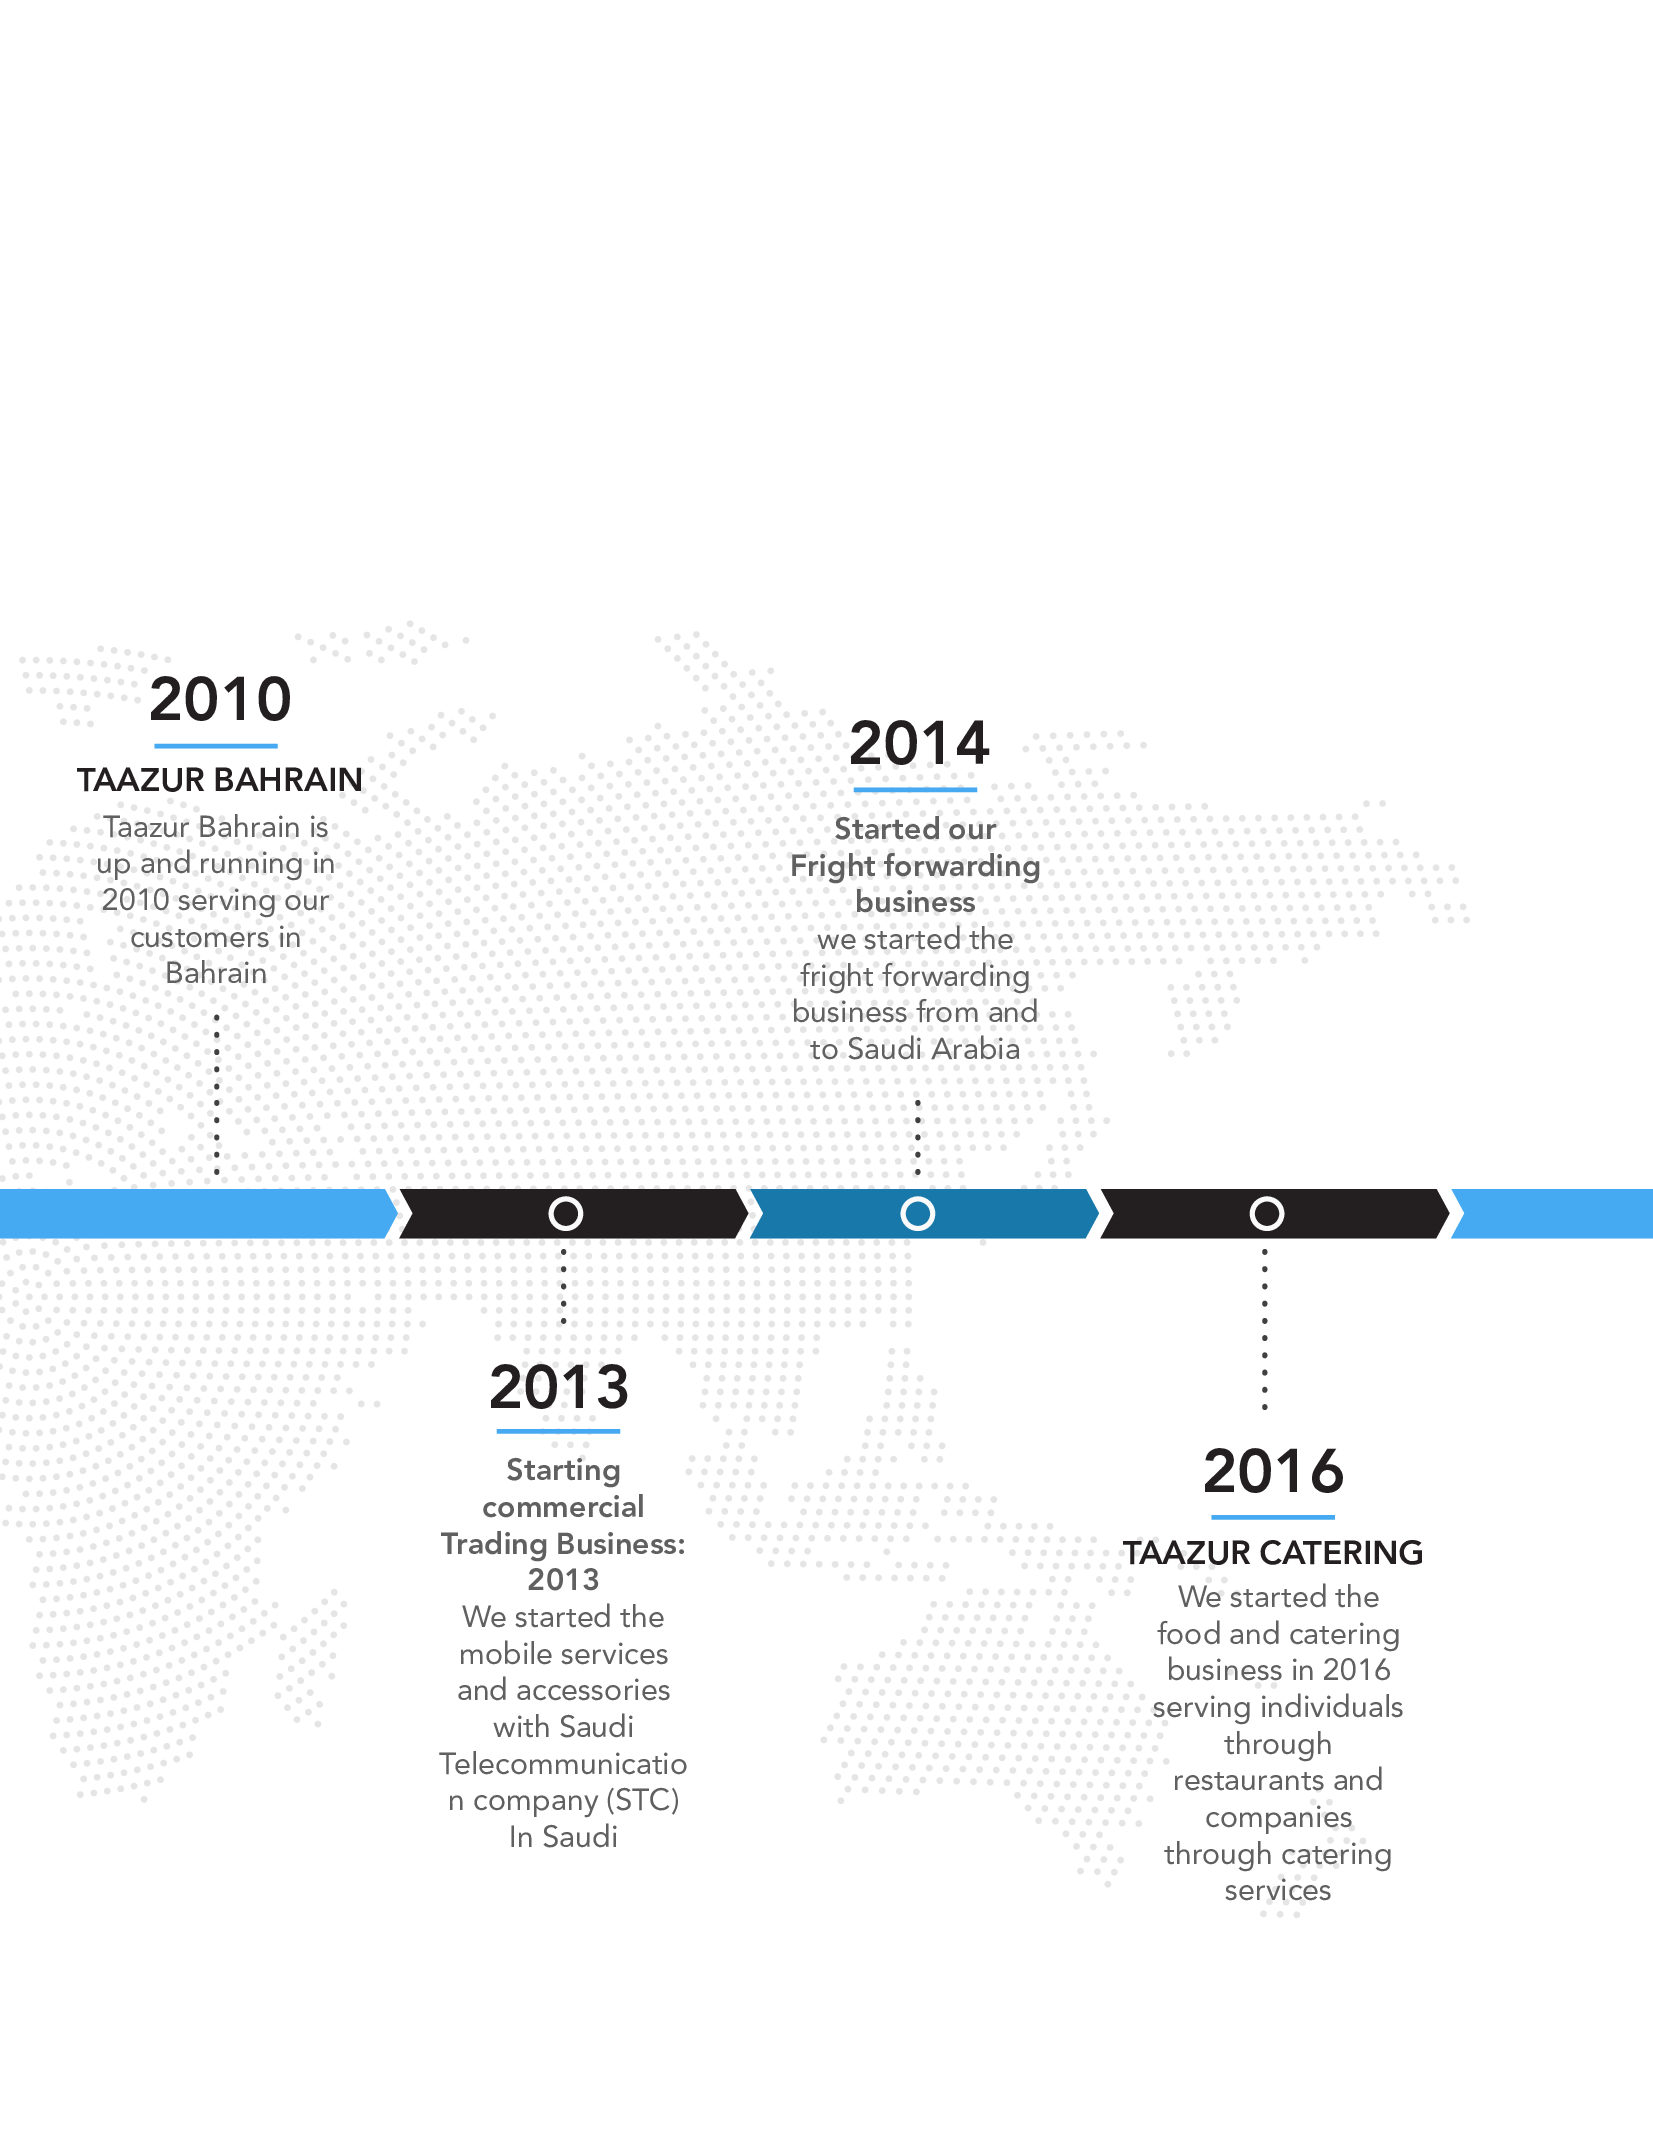 2010
TAAZUR BAHRAIN
Taazur Bahrain is
up and running in
2010 serving our
customers in
Bahrain
2013
Starting
commercial
Trading Business:
2013
We started the
mobile services
and accessories
with Saudi
Telecommunicatio
n company (STC)
In Saudi
2014
Started our
Fright forwarding
business
we started the
fright forwarding
business from and
to Saudi Arabia
2016
TAAZUR CATERING
We started the
food and catering
business in 2016
serving individuals
through
restaurants and
companies
through catering
services